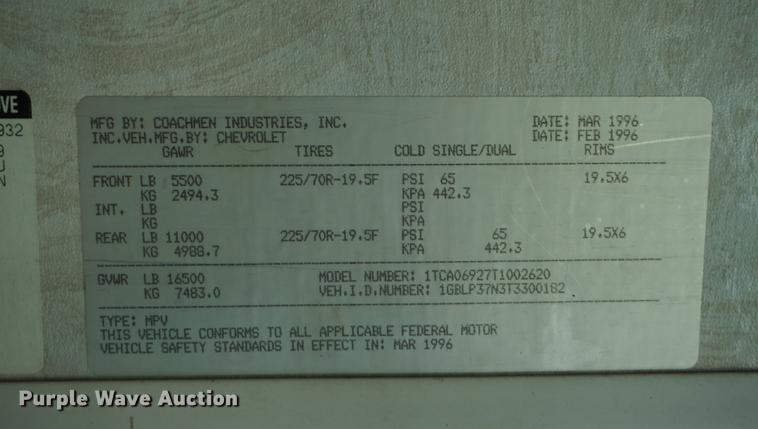 VE
932
9
U
N
MFG BY: COACHMEN INDUSTRIES, INC. DATE: MAR 1996
INC.VEH.MFG.BY: CHEVROLET DATE: FEB 1996
GAWR TIRES COLD SINGLE/DUAL RIMS
FRONT LB 5500 225/70R-19.5F PSI 65 19.5X6
KG 2494.3 KPA 442.3
INT. LB PSI
KG KPA
REAR LB 11000 225/70R-19.5F PSI 65 19.5X6
KG 4988.7 KPA 442.3
GVWR LB 16500 MODEL NUMBER: 1TCA06927T1002620
KG 7483.0 VEH.I.D.NUMBER: 1GBLP37N3T3300182
TYPE: MPV
THIS VEHICLE CONFORMS TO ALL APPLICABLE FEDERAL MOTOR
VEHICLE SAFETY STANDARDS IN EFFECT IN: MAR 1996
Purple Wave Auction